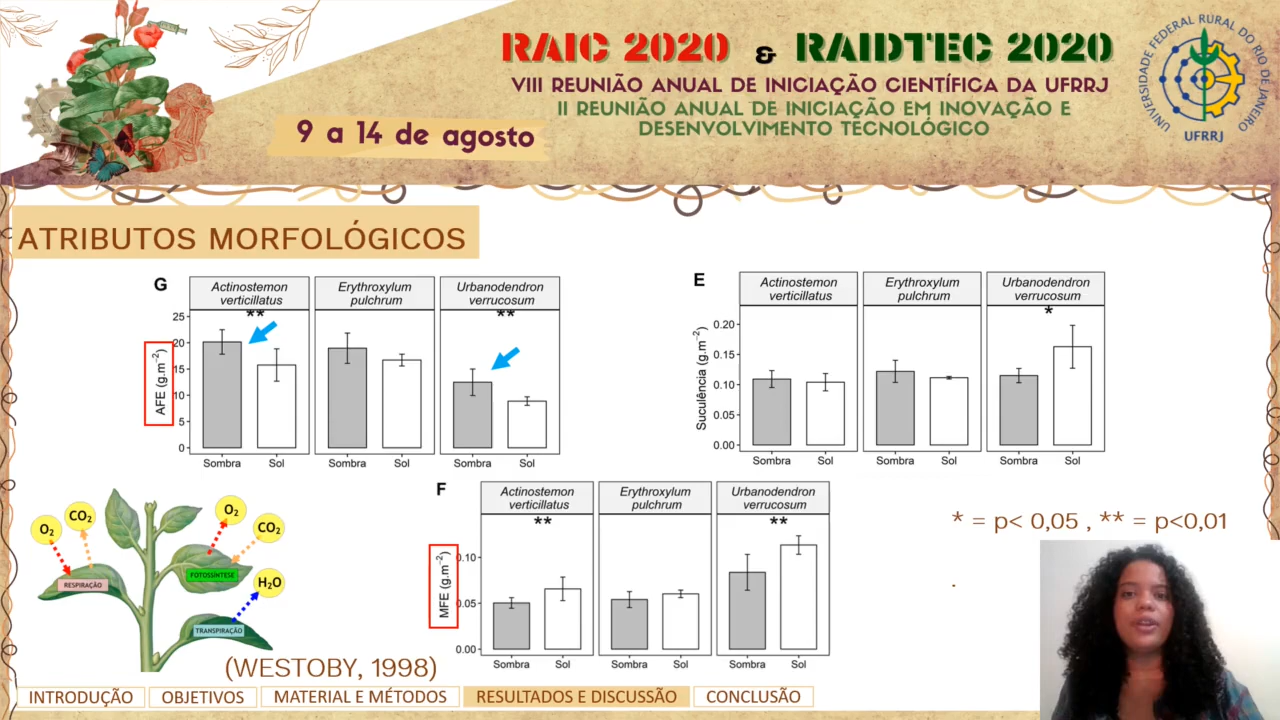 RAIC 2020 & RAIDTEC 2020
VIII REUNIÃO ANUAL DE INICIAÇÃO CIENTÍFICA DA UFRRJ
II REUNIÃO ANUAL DE INICIAÇÃO EM INOVAÇÃO E
DESENVOLVIMENTO TECNOLÓGICO
9 a 14 de agosto
UNIVERSIDADE FEDERAL RURAL DO RIO DE JANEIRO
UFRRJ
ATRIBUTOS MORFOLÓGICOS
G
Actinostemon verticillatus
Erythroxylum pulchrum
Urbanodendron verrucosum
** **
AFE (g.m⁻²)
25
20
15
10
5
0
Sombra Sol Sombra Sol Sombra Sol
E
Actinostemon verticillatus
Erythroxylum pulchrum
Urbanodendron verrucosum
*
Suculência (g.m⁻²)
0.20
0.15
0.10
0.05
0.00
Sombra Sol Sombra Sol Sombra Sol
F
Actinostemon verticillatus
Erythroxylum pulchrum
Urbanodendron verrucosum
** **
MFE (g.m⁻²)
0.10
0.05
0.00
Sombra Sol Sombra Sol Sombra Sol
* = p< 0,05 , ** = p<0,01
.
O₂ CO₂ O₂ CO₂
RESPIRAÇÃO
FOTOSSÍNTESE
H₂O
TRANSPIRAÇÃO
(WESTOBY, 1998)
INTRODUÇÃO OBJETIVOS MATERIAL E MÉTODOS RESULTADOS E DISCUSSÃO CONCLUSÃO